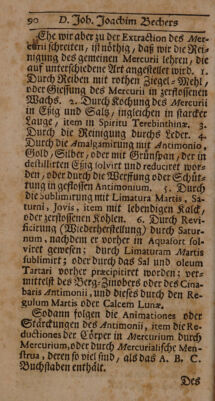 90 D. Joh. Joachim Bechers
Ehe wir aber zu der Extraction des Mer-
curii schreiten, ist nöthig, daß wir die Rei-
nigung des gemeinen Mercurii lehren, die
auf unterschiedene Art angestellet wird. 1.
Durch Reiben mit rothen Ziegel-Mehl,
oder Giessung des Mercurii in zerflossenen
Wachs. 2. Durch Kochung des Mercurii
in Eßig und Saltz, ingleichen in starcker
Lauge, item in Spiritu Terebinthinæ. 3.
Durch die Reinigung durchs Leder. 4.
Durch die Amalgamirung mit Antimonio,
Gold, Silber, oder mit Grünspan, der in
destillirten Eßig solvirt und reduciret wor-
den, oder durch die Werffung oder Schüt-
tung in geflossen Antimonium. 5. Durch
die Sublimirung mit Limatura Martis, Sa-
turni, Jovis, item mit lebendigen Kalck,
oder zerstossenen Kohlen. 6. Durch Revi-
ficirung (Wiederherstellung) durch Satur-
num, nachdem er vorher in Aquafort sol-
viret gewesen; durch Limaturam Martis
sublimirt; oder durch das Sal und oleum
Tartari vorher præcipitiret worden; ver-
mittelst des Berg-Zinobers oder des Cina-
baris Antimonii, und dieses durch den Re-
gulum Martis oder Calcem Lunæ.
Sodann folgen die Animationes oder
Stärckungen des Antimonii, item die Re-
ductiones der Cörper in Mercurium durch
Mercurium, oder durch Mercurialische Men-
strua, deren so viel sind, als das A. B. C.
Buchstaben enthält.
Des